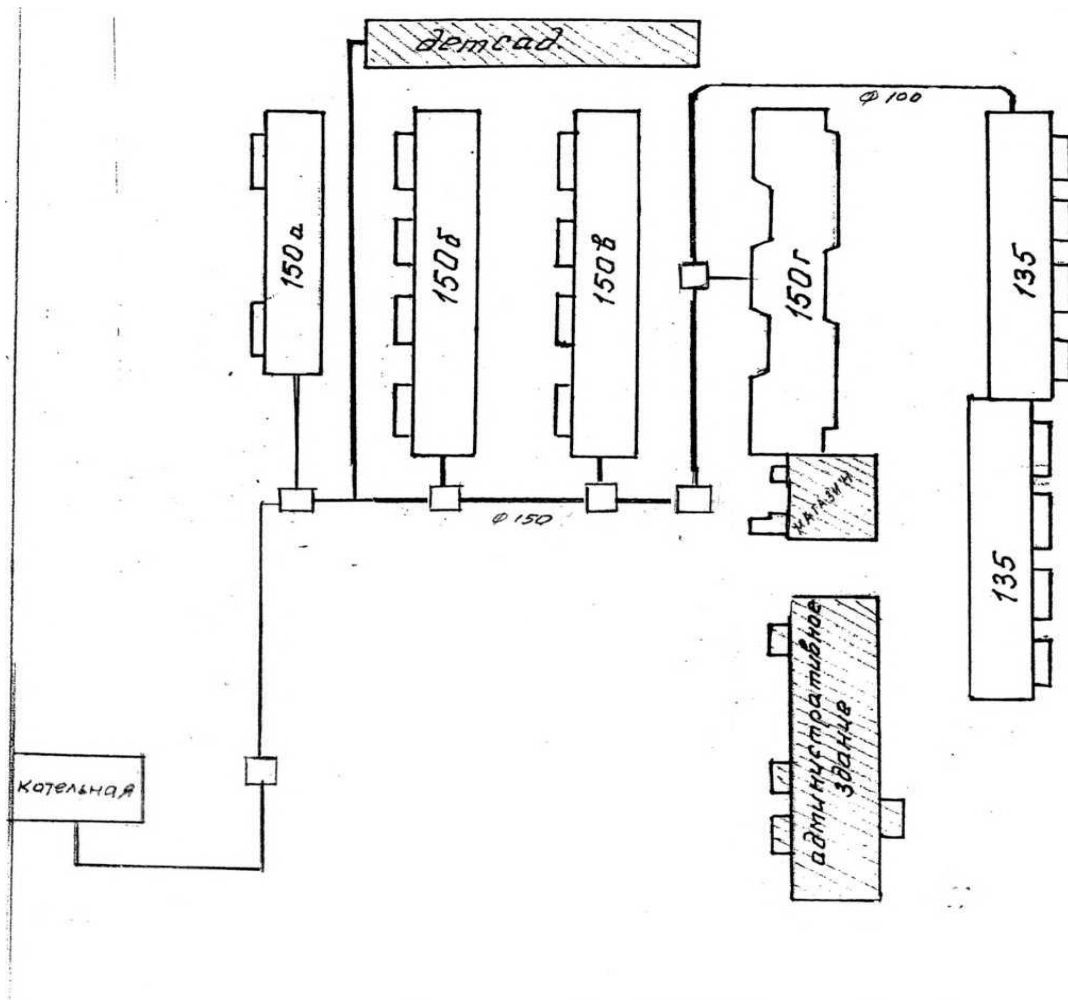 детсад
ф 100
150а
150б
150в
150г
135
магазин
ф 150
135
административное
здание
котельная